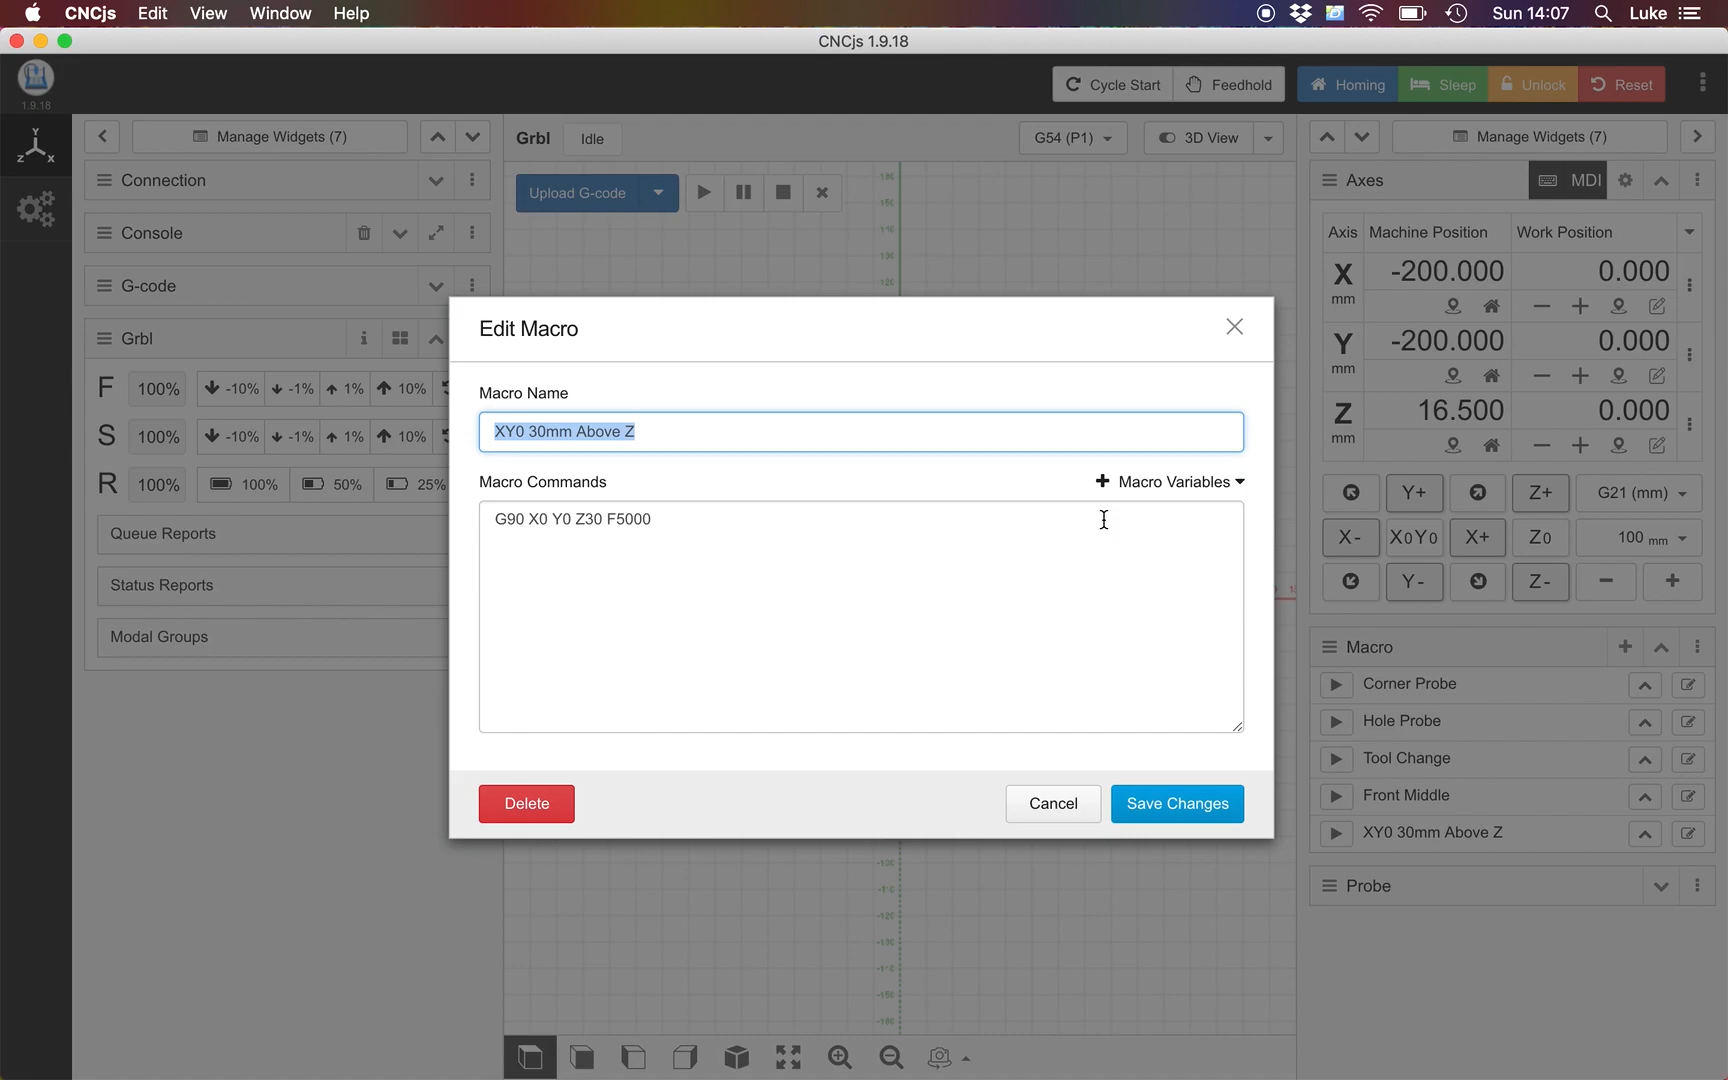 CNCjs Edit View Window Help
Sun 14:07 Luke
CNCjs 1.9.18
1.9.18
Cycle Start Feedhold Homing Sleep Unlock Reset
Manage Widgets (7)
Connection
Console
G-code
Grbl
F 100% -10% -1% 1% 10%
S 100% -10% -1% 1% 10%
R 100% 100% 50% 25%
Queue Reports
Status Reports
Modal Groups
Grbl Idle
G54 (P1) 3D View
Upload G-code
Edit Macro
Macro Name
XY0 30mm Above Z
Macro Commands
Macro Variables
G90 X0 Y0 Z30 F5000
Delete Cancel Save Changes
Manage Widgets (7)
Axes MDI
Axis Machine Position Work Position
X mm -200.000 0.000
Y mm -200.000 0.000
Z mm 16.500 0.000
Y+ Z+ G21 (mm)
X- X0Y0 X+ Z0 100 mm
Y- Z-
Macro
Corner Probe
Hole Probe
Tool Change
Front Middle
XY0 30mm Above Z
Probe